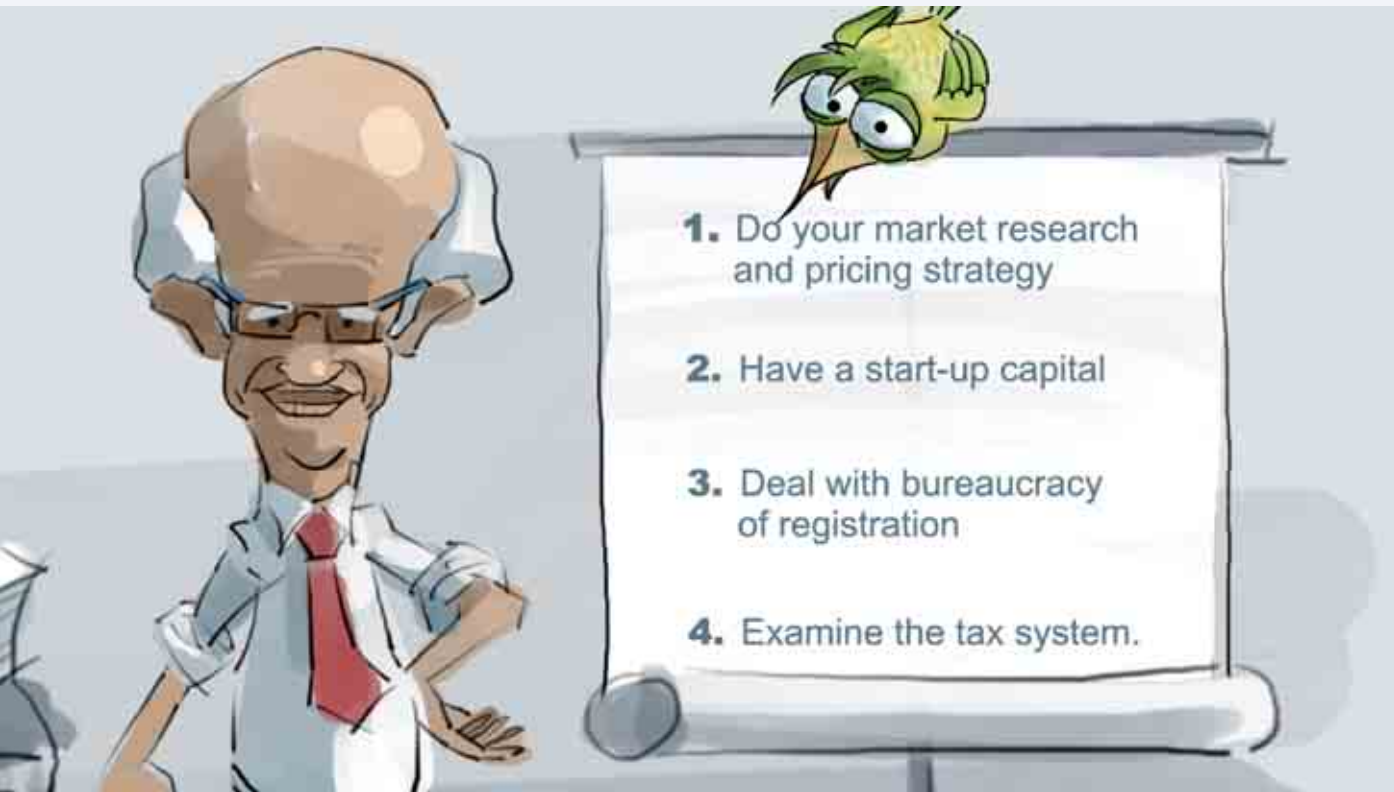 1. Do your market research
and pricing strategy
2. Have a start-up capital
3. Deal with bureaucracy
of registration
4. Examine the tax system.